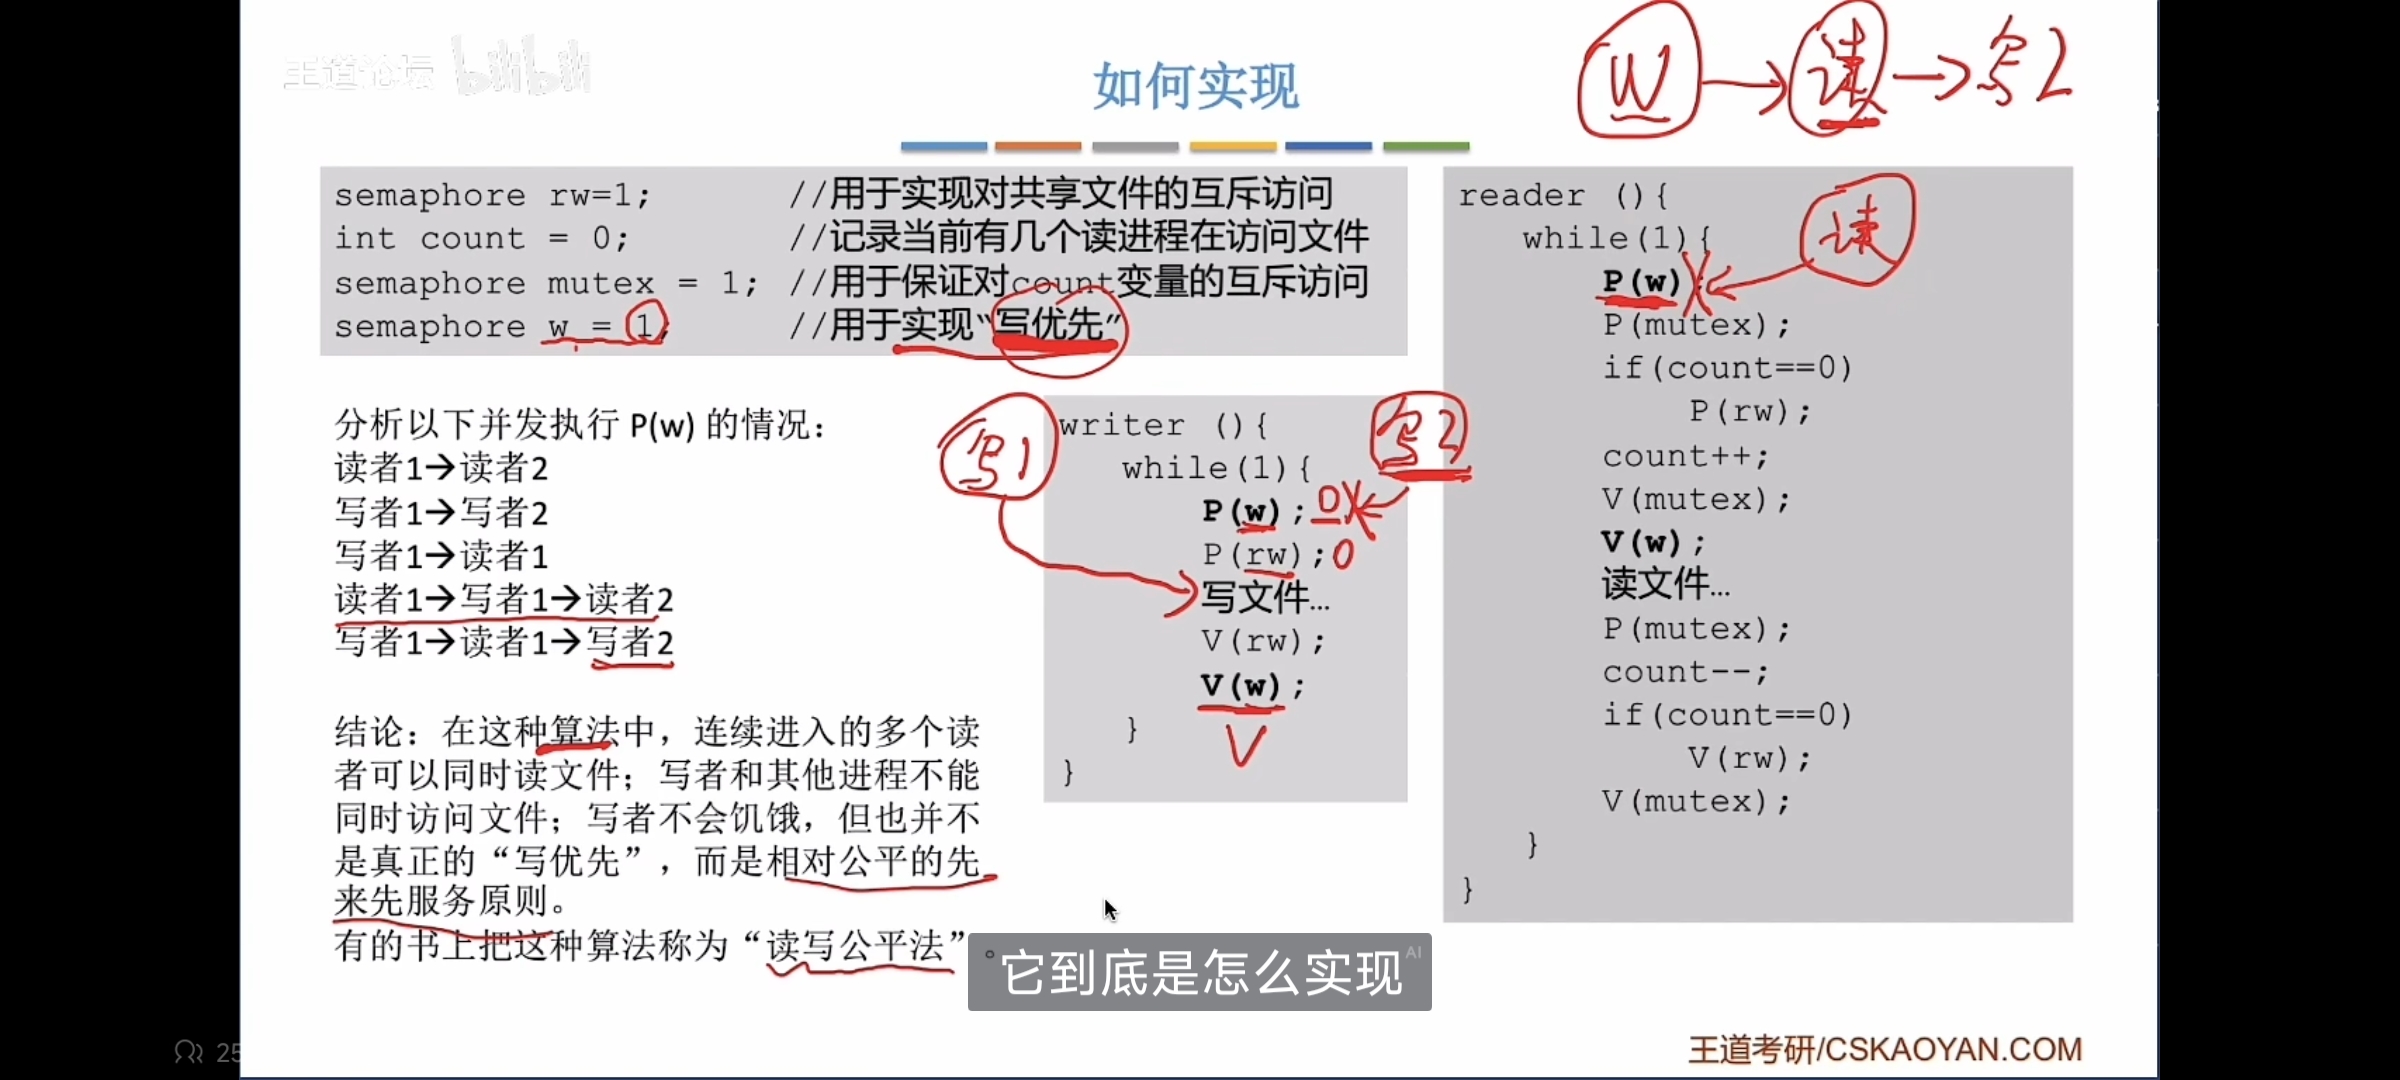 王道论坛 bilibili
如何实现
W → 读 → 写2
semaphore rw=1; //用于实现对共享文件的互斥访问
int count = 0; //记录当前有几个读进程在访问文件
semaphore mutex = 1; //用于保证对count变量的互斥访问
semaphore w = 1; //用于实现“写优先”
分析以下并发执行 P(w) 的情况：
读者1→读者2
写者1→写者2
写者1→读者1
读者1→写者1→读者2
写者1→读者1→写者2
结论：在这种算法中，连续进入的多个读
者可以同时读文件；写者和其他进程不能
同时访问文件；写者不会饥饿，但也并不
是真正的“写优先”，而是相对公平的先
来先服务原则。
有的书上把这种算法称为“读写公平法”。
写1
写2
writer (){
while(1){
P(w); 0
P(rw); 0
写文件…
V(rw);
V(w);
}
V
}
reader (){
读
while(1){
P(w)
P(mutex);
if(count==0)
P(rw);
count++;
V(mutex);
V(w);
读文件…
P(mutex);
count--;
if(count==0)
V(rw);
V(mutex);
}
}
它到底是怎么实现
AI
25
王道考研/CSKAOYAN.COM